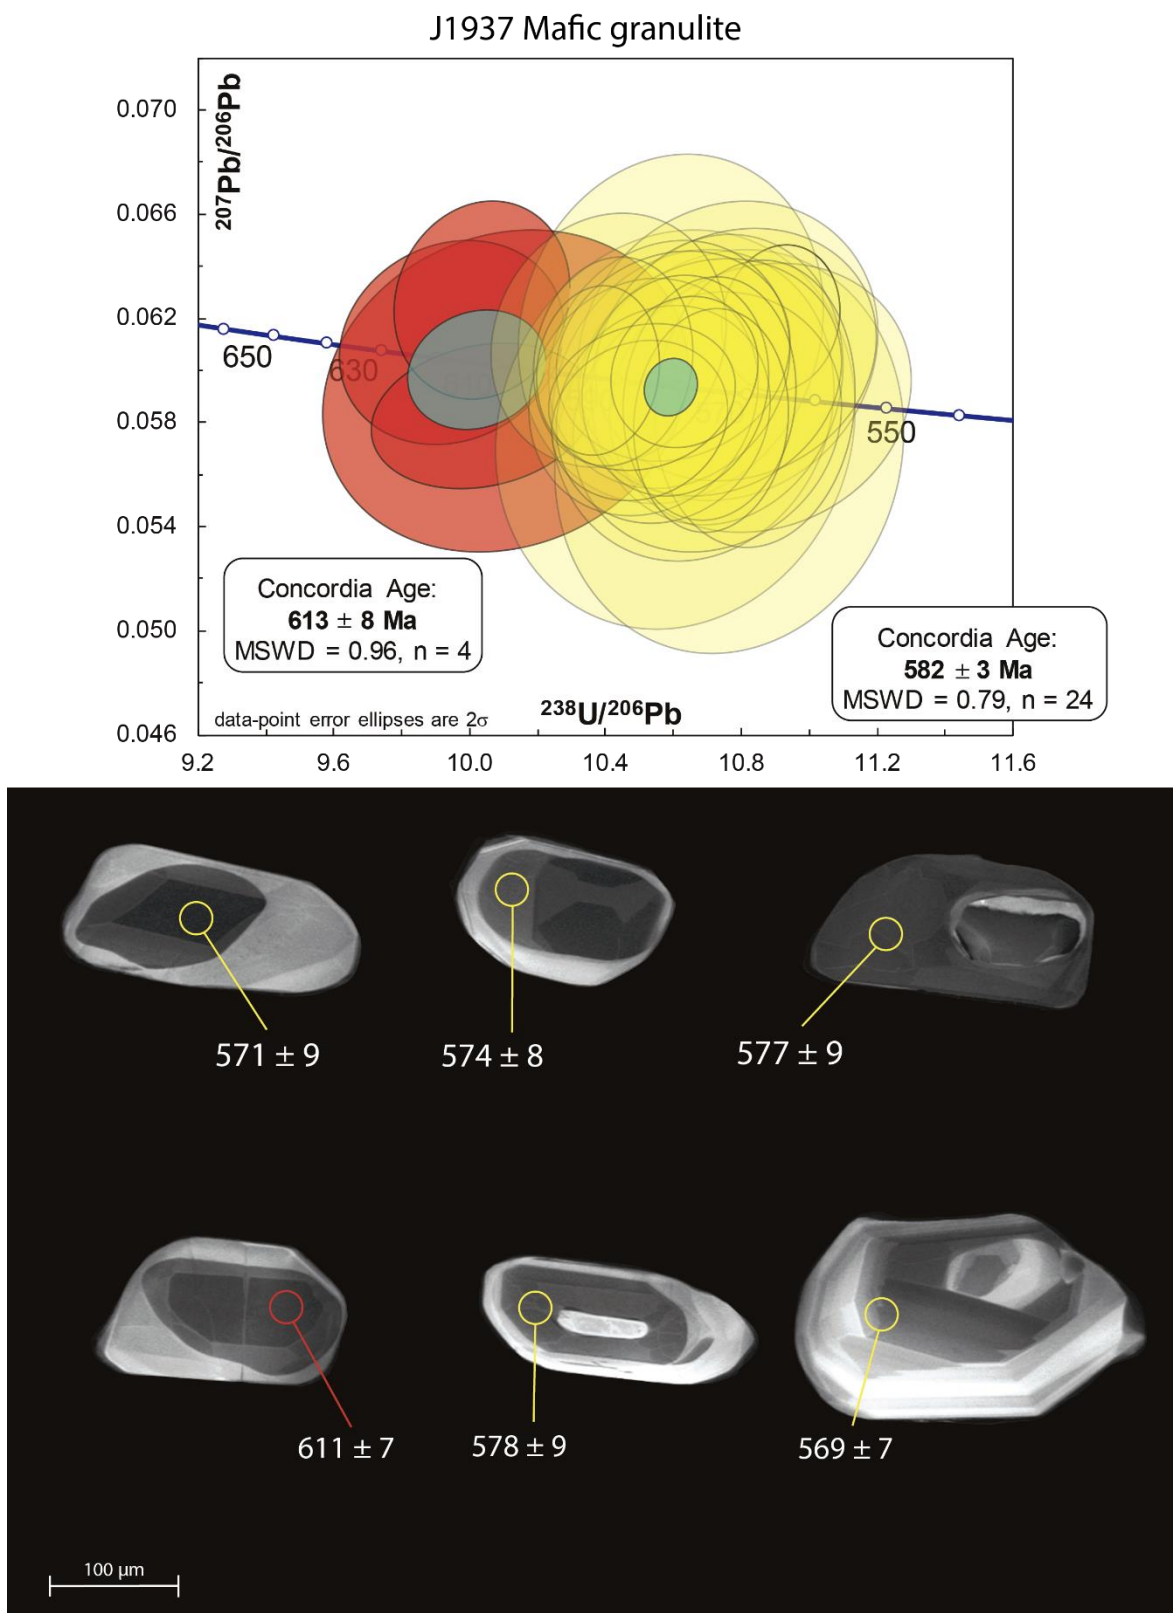 J1937 Mafic granulite
207Pb/206Pb
0.070
0.066
0.062
0.058
0.054
0.050
0.046
650
630
610
550
Concordia Age:
613 ± 8 Ma
MSWD = 0.96, n = 4
Concordia Age:
582 ± 3 Ma
MSWD = 0.79, n = 24
data-point error ellipses are 2σ
238U/206Pb
9.2 9.6 10.0 10.4 10.8 11.2 11.6
571 ± 9
574 ± 8
577 ± 9
611 ± 7
578 ± 9
569 ± 7
100 µm